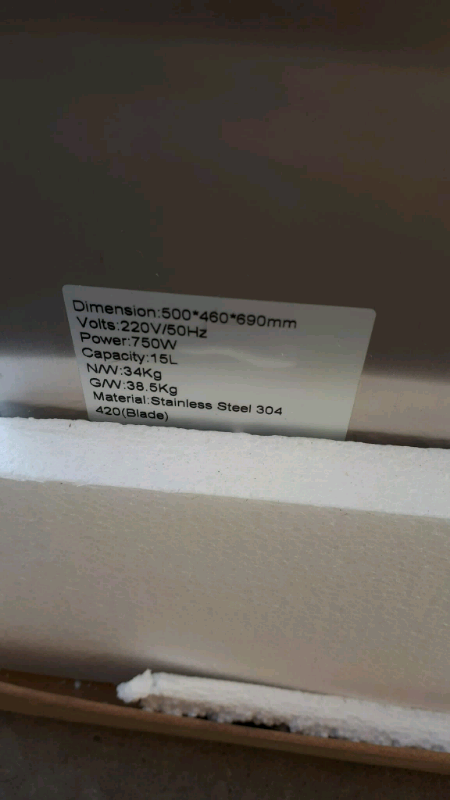 Dimension:500*460*690mm
Volts:220V/50Hz
Power:750W
Capacity:15L
N/W:34Kg
G/W:38.5Kg
Material:Stainless Steel 304
420(Blade)